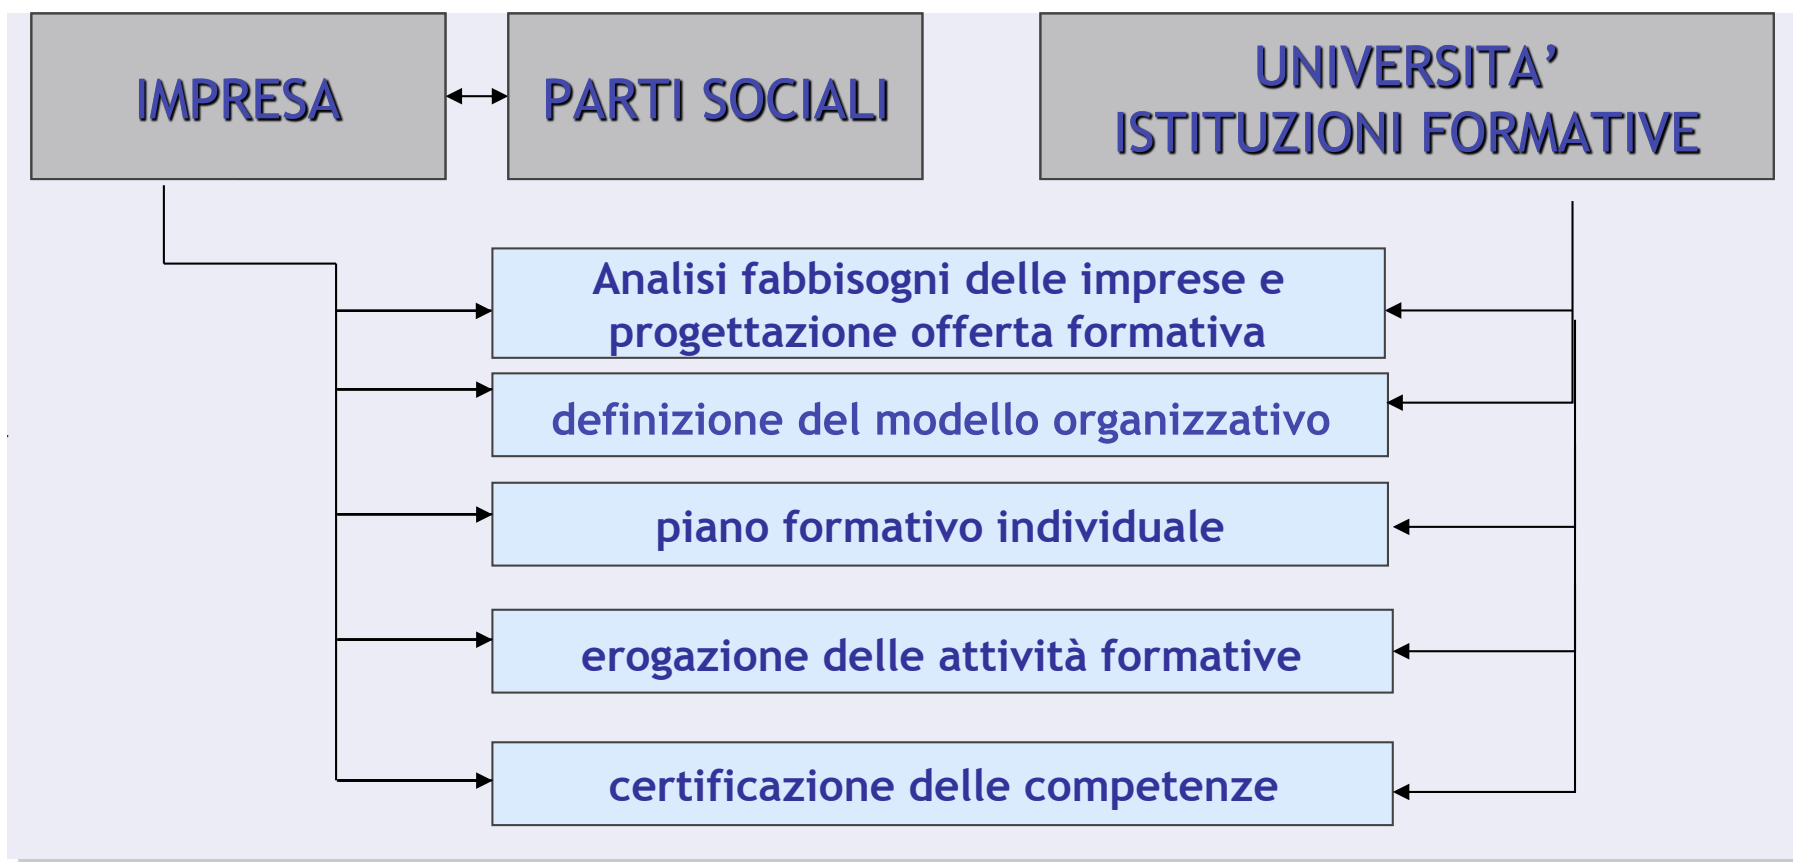 IMPRESA
PARTI SOCIALI
UNIVERSITA’
ISTITUZIONI FORMATIVE
Analisi fabbisogni delle imprese e
progettazione offerta formativa
definizione del modello organizzativo
piano formativo individuale
erogazione delle attività formative
certificazione delle competenze